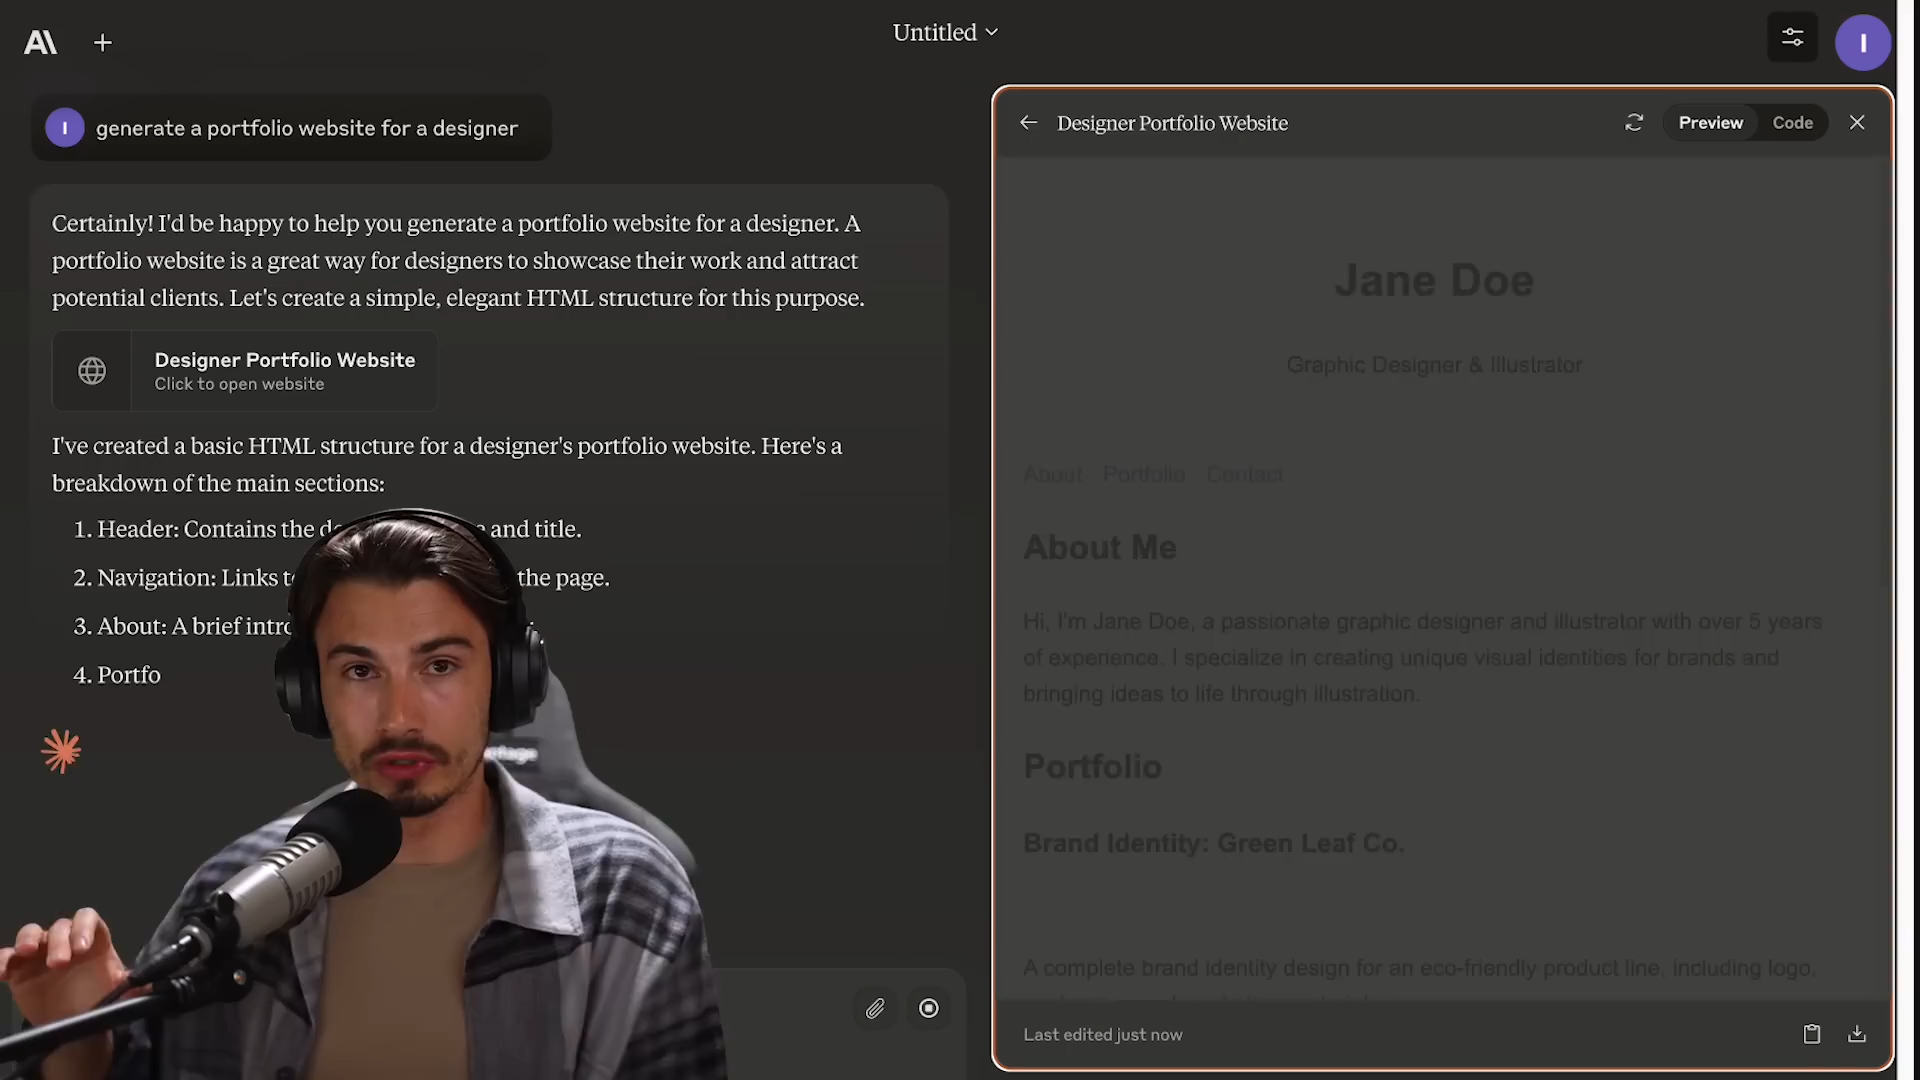 Untitled
I
I
generate a portfolio website for a designer
Certainly! I'd be happy to help you generate a portfolio website for a designer. A
portfolio website is a great way for designers to showcase their work and attract
potential clients. Let's create a simple, elegant HTML structure for this purpose.
Designer Portfolio Website
Click to open website
I've created a basic HTML structure for a designer's portfolio website. Here's a
breakdown of the main sections:
1. Header: Contains the and title.
2. Navigation: Links the page.
3. About: A brief
4. Portfo
Designer Portfolio Website
Preview
Code
Jane Doe
Graphic Designer & Illustrator
About Portfolio Contact
About Me
Hi, I'm Jane Doe, a passionate graphic designer and illustrator with over 5 years
of experience. I specialize in creating unique visual identities for brands and
bringing ideas to life through illustration.
Portfolio
Brand Identity: Green Leaf Co.
A complete brand identity design for an eco-friendly product line, including logo,
Last edited just now